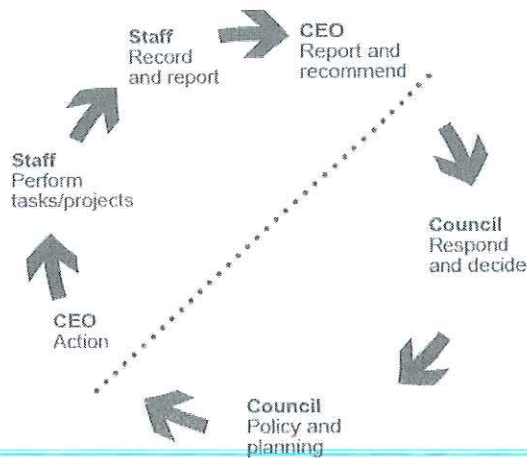 Staff
Record
and report
CEO
Report and
recommend
Staff
Perform
tasks/projects
Council
Respond
and decide
CEO
Action
Council
Policy and
planning